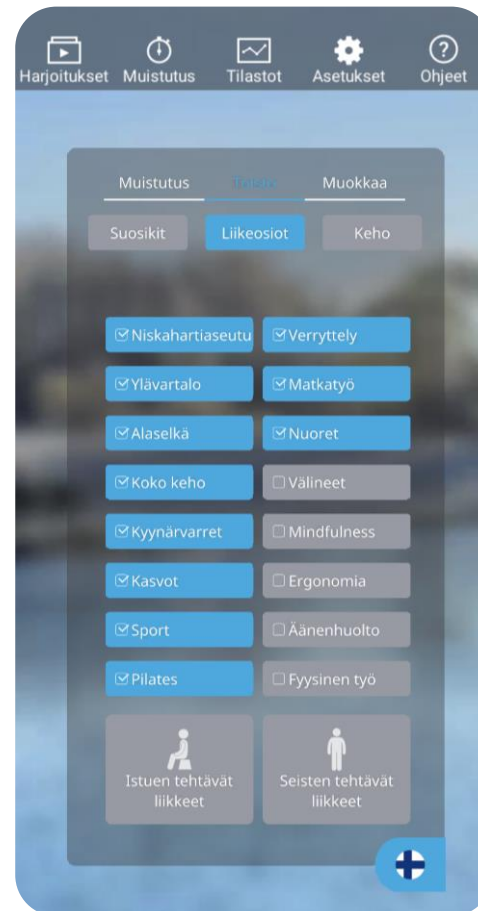 Harjoitukset Muistutus Tilastot Asetukset Ohjeet
Muistutus Muokkaa
Suosikit Liikeosiot Keho
Niskahartiaseutu Verryttely
Ylävartalo Matkatyö
Alaselkä Nuoret
Koko keho Välineet
Kyynärvarret Mindfulness
Kasvot Ergonomia
Sport Äänenhuolto
Pilates Fyysinen työ
Istuen tehtävät Seisten tehtävät
liikkeet liikkeet